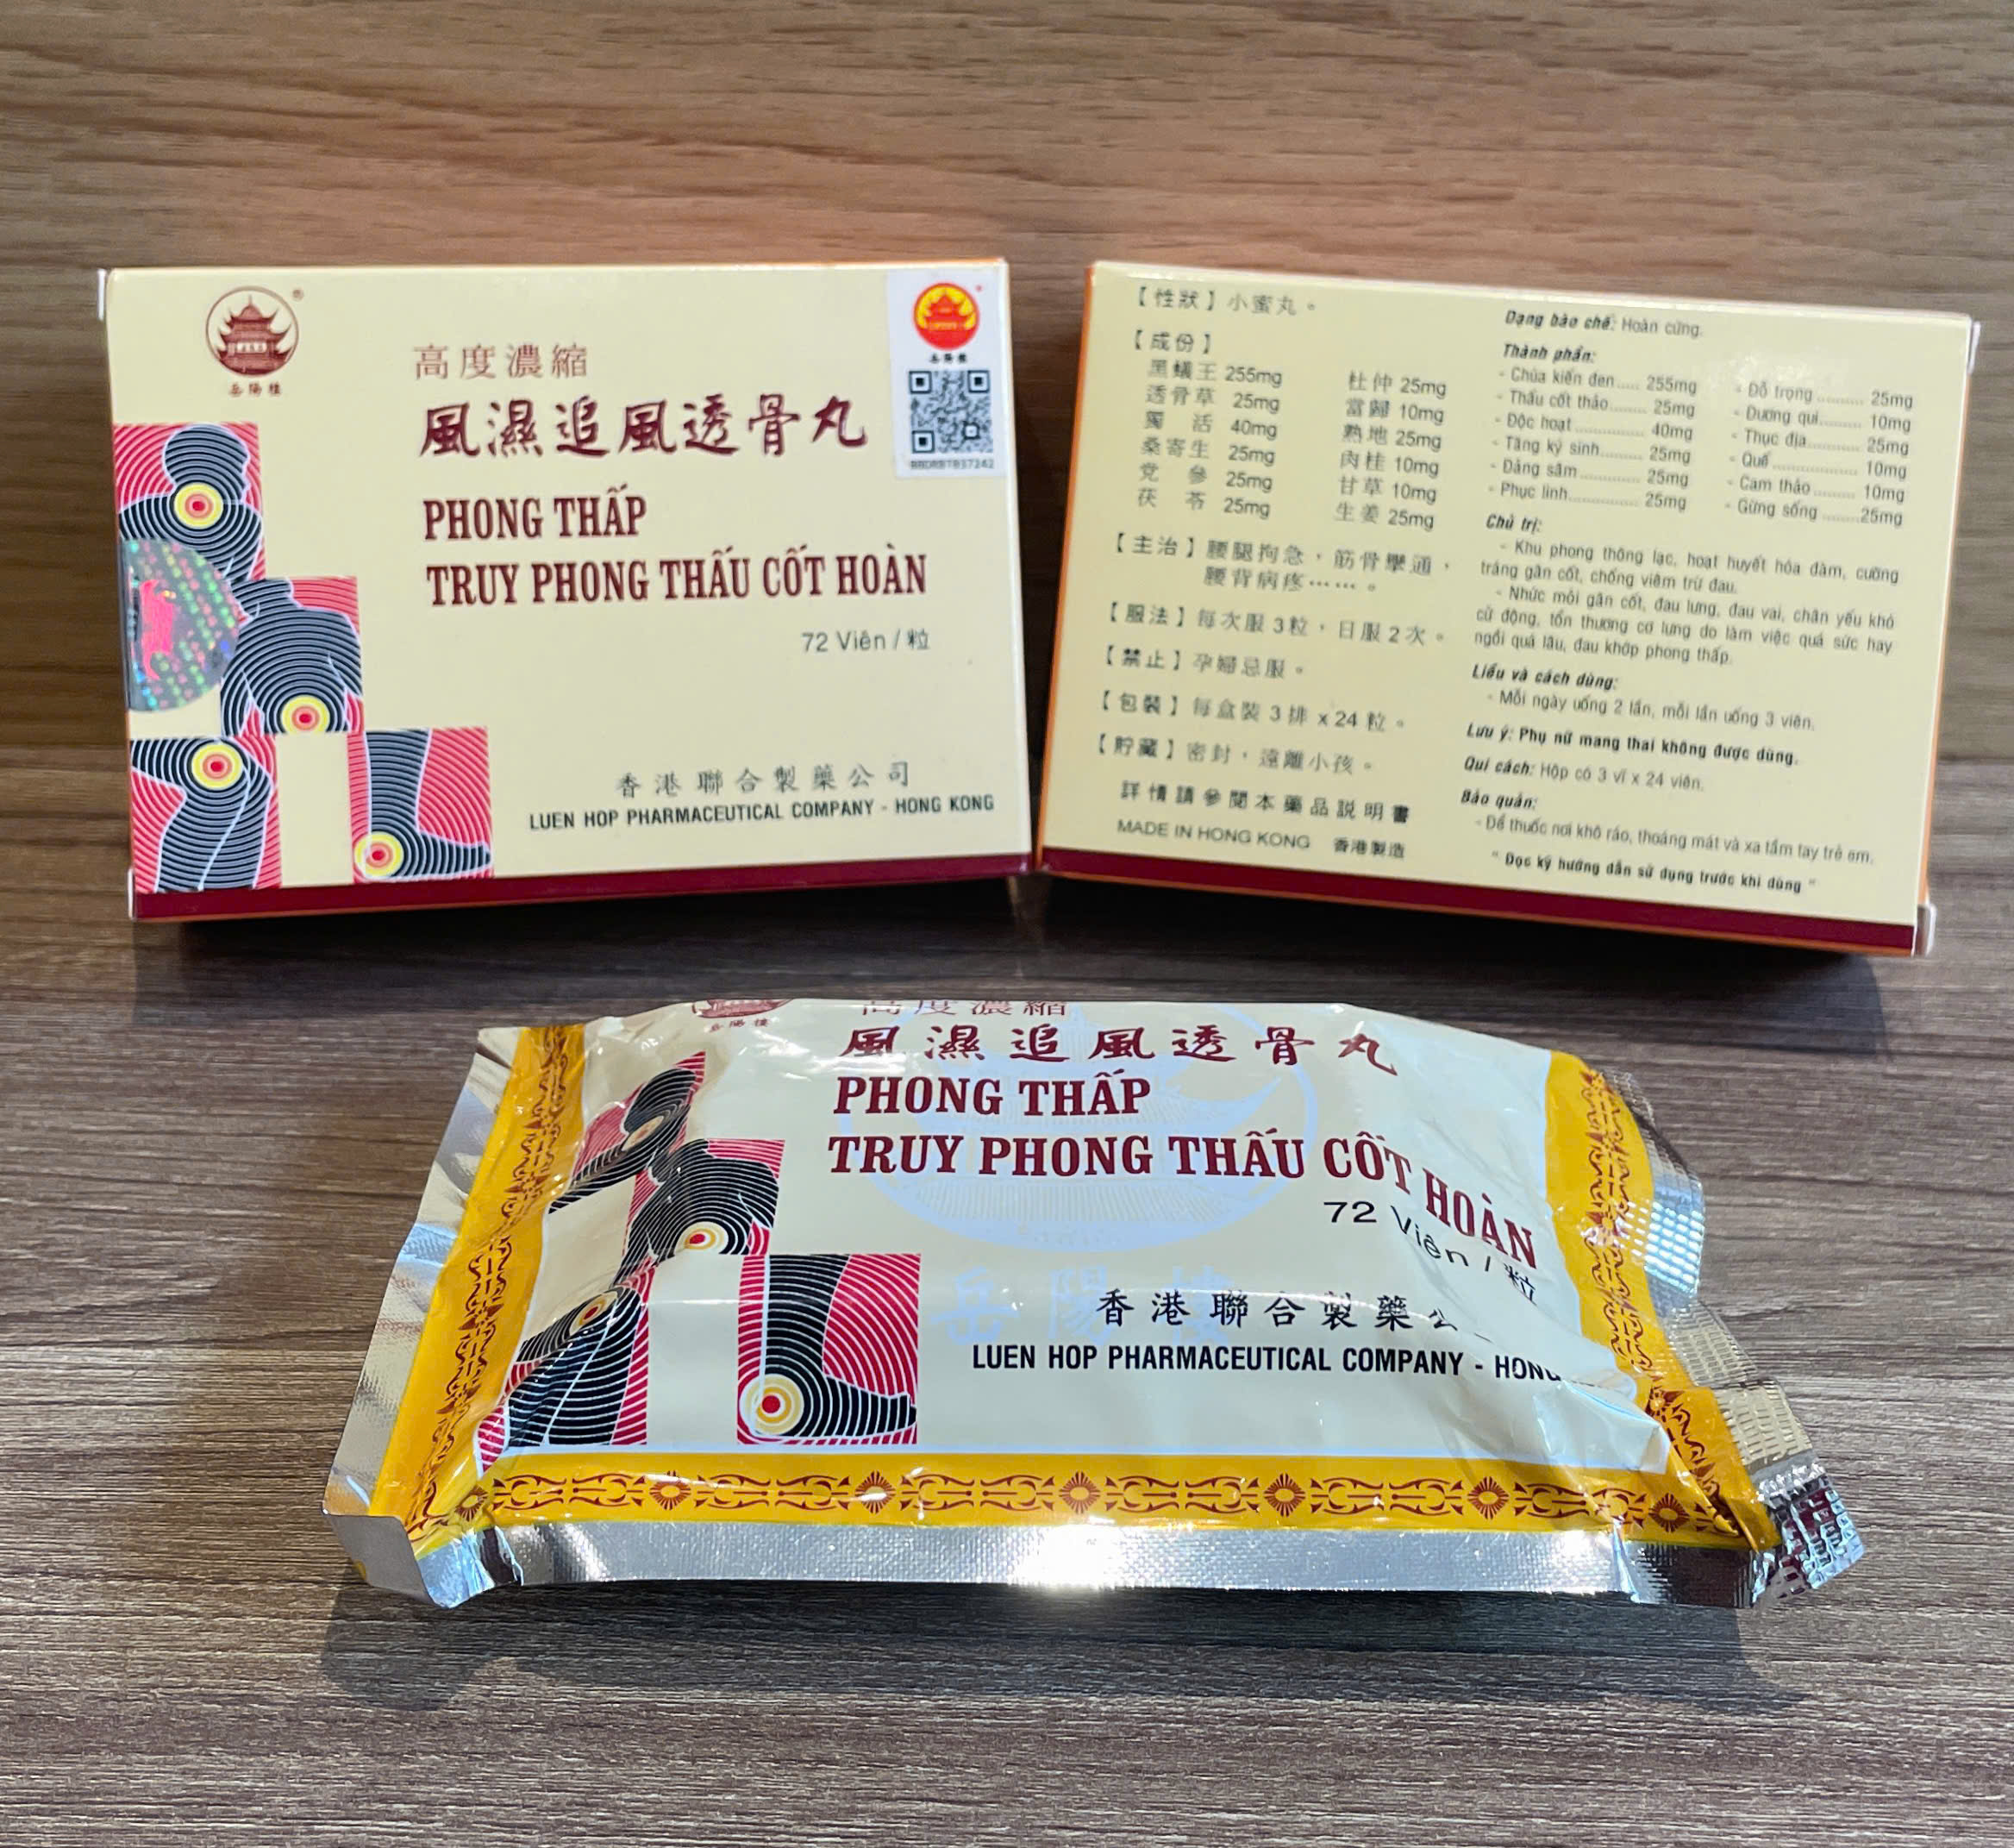 岳陽樓
高度濃縮
風濕追風透骨丸
PHONG THẤP
TRUY PHONG THẤU CỐT HOÀN
72 Viên / 粒
香港聯合製藥公司
LUEN HOP PHARMACEUTICAL COMPANY - HONG KONG
岳陽樓
【性狀】小蜜丸。
【成份】
黑蟻王 255mg 杜仲 25mg
透骨草 25mg 當歸 10mg
獨活 40mg 熟地 25mg
桑寄生 25mg 肉桂 10mg
党參 25mg 甘草 10mg
茯苓 25mg 生姜 25mg
【主治】腰腿拘急，筋骨攣通，
腰背病疼……。
【服法】每次服3粒，日服2次。
【禁止】孕婦忌服。
【包裝】每盒裝3排 x 24粒。
【貯藏】密封，遠離小孩。
詳情請參閱本藥品說明書
MADE IN HONG KONG 香港製造
Dạng bào chế: Hoàn cứng.
Thành phần:
- Chúa kiến đen..... 255mg - Đỗ trọng .......... 25mg
- Thấu cốt thảo........ 25mg - Dương qui......... 10mg
- Độc hoạt ............... 40mg - Thục địa............. 25mg
- Tăng ký sinh.......... 25mg - Quế .................. 10mg
- Đảng sâm ............. 25mg - Cam thảo ......... 10mg
- Phục linh............... 25mg - Gừng sống ........25mg
Chủ trị:
- Khu phong thông lạc, hoạt huyết hóa đàm, cường
tráng gân cốt, chống viêm trừ đau.
- Nhức mỏi gân cốt, đau lưng, đau vai, chân yếu khó
cử động, tổn thương cơ lưng do làm việc quá sức hay
ngồi quá lâu, đau khớp phong thấp.
Liều và cách dùng:
- Mỗi ngày uống 2 lần, mỗi lần uống 3 viên.
Lưu ý: Phụ nữ mang thai không được dùng.
Qui cách: Hộp có 3 vỉ x 24 viên.
Bảo quản:
- Để thuốc nơi khô ráo, thoáng mát và xa tầm tay trẻ em.
" Đọc kỹ hướng dẫn sử dụng trước khi dùng "
岳陽樓
高度濃縮
風濕追風透骨丸
PHONG THẤP
TRUY PHONG THẤU CỐT HOÀN
72 Viên / 粒
岳陽樓
香港聯合製藥公
LUEN HOP PHARMACEUTICAL COMPANY - HONG